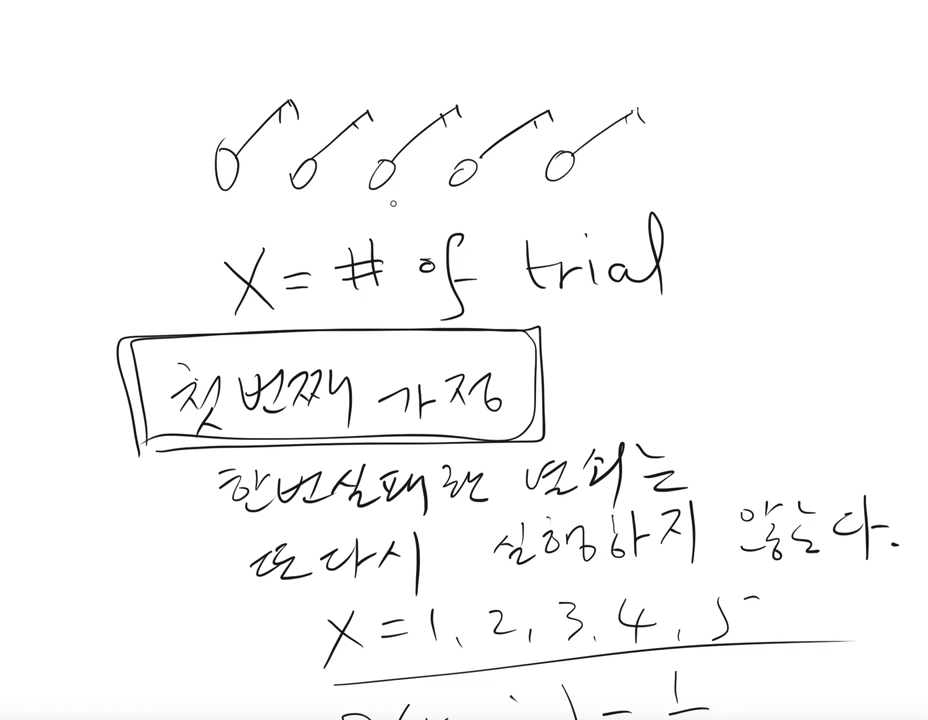 X = # of trial
첫번째 가정
한번실패한 열쇠는
또다시 실행하지 않는다.
X = 1, 2, 3, 4, 5